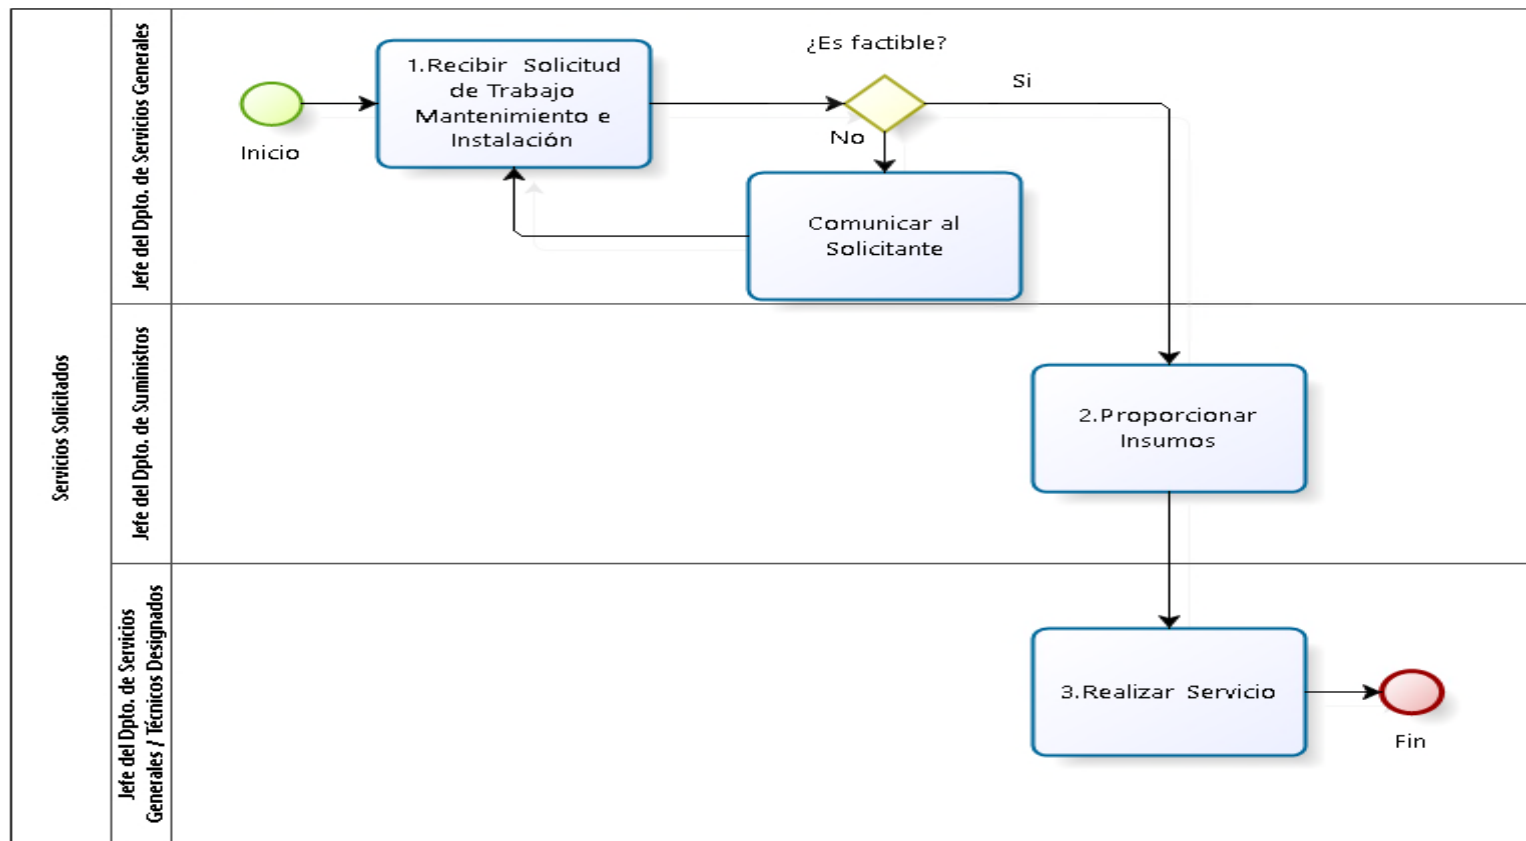 Servicios Solicitados
Jefe del Dpto. de Servicios Generales
Inicio
1.Recibir Solicitud
de Trabajo
Mantenimiento e
Instalación
¿Es factible?
Si
No
Comunicar al
Solicitante
Jefe del Dpto. de Suministros
2.Proporcionar
Insumos
Jefe del Dpto. de Servicios
Generales / Técnicos Designados
3.Realizar Servicio
Fin